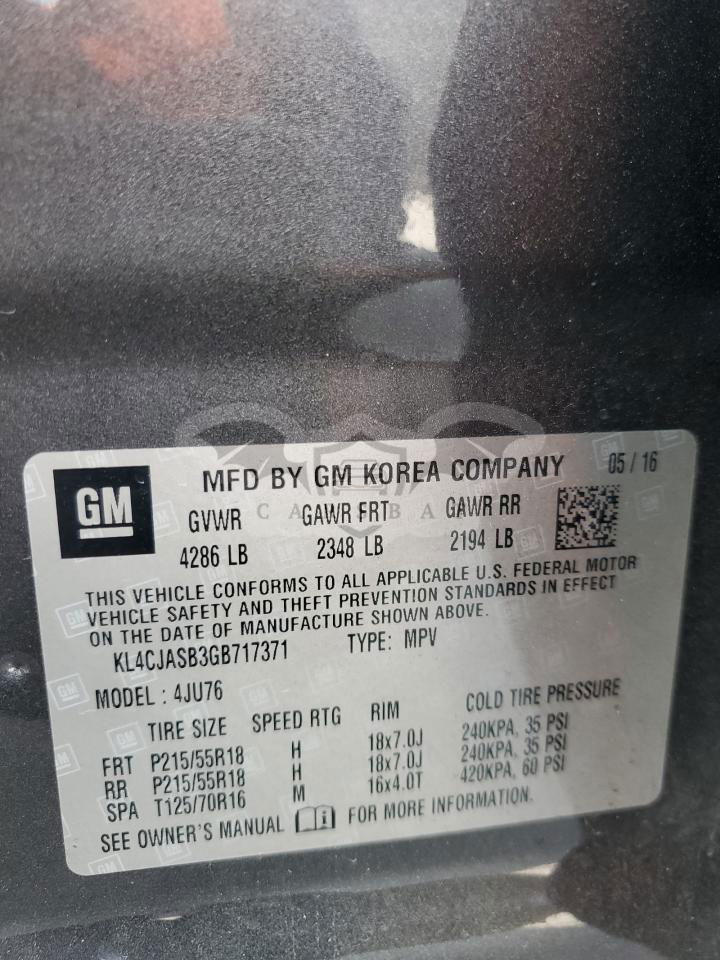 GM
MFD BY GM KOREA COMPANY 05 / 16
GVWR GAWR FRT GAWR RR
4286 LB 2348 LB 2194 LB
THIS VEHICLE CONFORMS TO ALL APPLICABLE U.S. FEDERAL MOTOR
VEHICLE SAFETY AND THEFT PREVENTION STANDARDS IN EFFECT
ON THE DATE OF MANUFACTURE SHOWN ABOVE.
KL4CJASB3GB717371 TYPE: MPV
MODEL : 4JU76
TIRE SIZE SPEED RTG RIM COLD TIRE PRESSURE
FRT P215/55R18 H 18x7.0J 240KPA, 35 PSI
RR P215/55R18 H 18x7.0J 240KPA, 35 PSI
SPA T125/70R16 M 16x4.0T 420KPA, 60 PSI
SEE OWNER'S MANUAL FOR MORE INFORMATION.